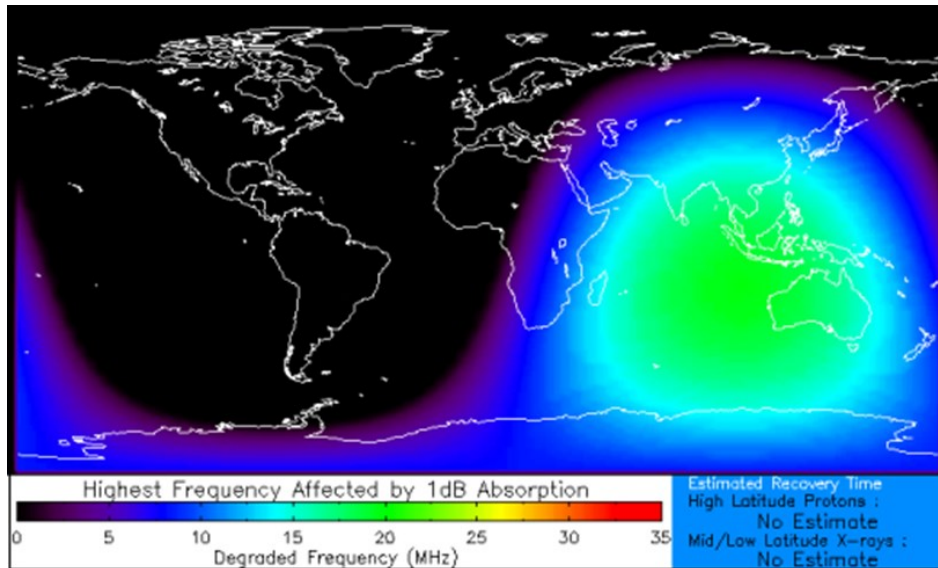 Highest Frequency Affected by 1dB Absorption
0 5 10 15 20 25 30 35
Degraded Frequency (MHz)
Estimated Recovery Time
High Latitude Protons :
No Estimate
Mid/Low Latitude X-rays :
No Estimate